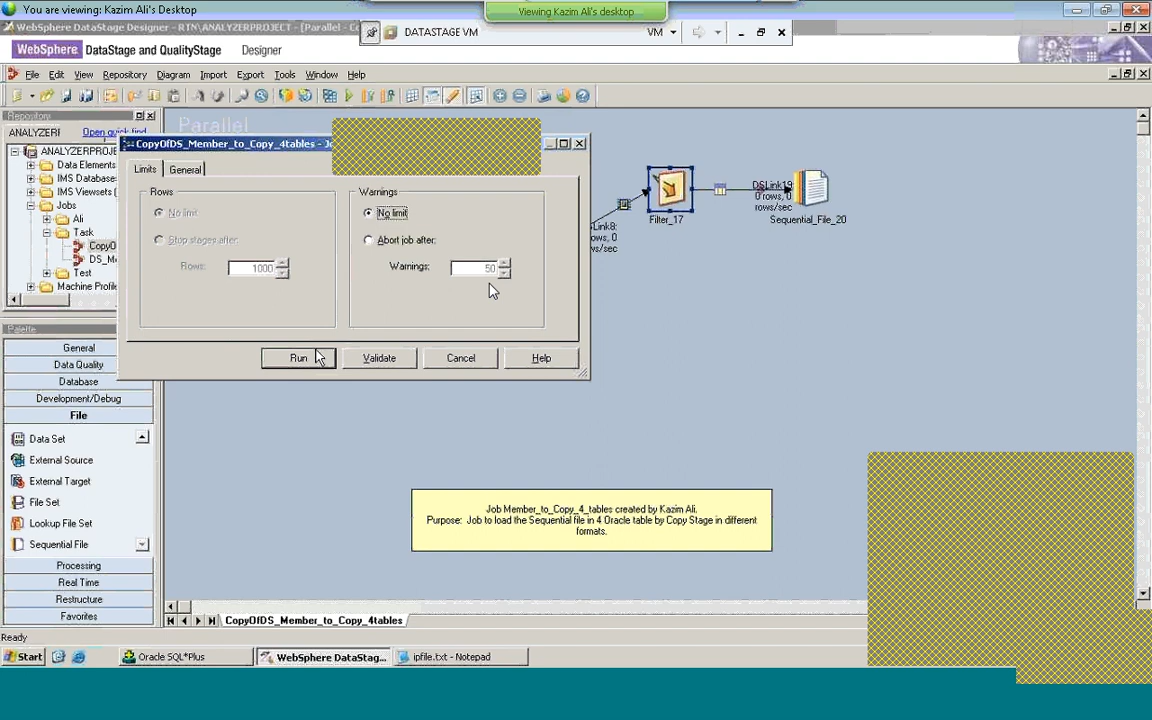 You are viewing: Kazim Ali's Desktop
Viewing Kazim Ali's desktop
WebSphere DataStage Designer - RTN\ANALYZERPROJECT - [Parallel -
DATASTAGE VM
VM
WebSphere DataStage and QualityStage Designer
File Edit View Repository Diagram Import Export Tools Window Help
Repository
ANALYZERI Open quick find
Parallel
ANALYZERPROJEC
Data Elements
IMS Database
IMS Viewsets (
Jobs
Ali
Task
CopyO
DS_M
Test
Machine Profile
CopyOfDS_Member_to_Copy_4tables - Jo
Limits General
Rows
No limit
Stop stages after:
Rows: 1000
Warnings
No limit
Abort job after:
Warnings: 50
Run Validate Cancel Help
Filter_17
rows/sec
Sequential_File_20
rows/sec
Palette
General
Data Quality
Database
Development/Debug
File
Data Set
External Source
External Target
File Set
Lookup File Set
Sequential File
Processing
Real Time
Restructure
Favorites
Job Member_to_Copy_4_tables created by Kazim Ali.
Purpose: Job to load the Sequential file in 4 Oracle table by Copy Stage in different
formats.
CopyOfDS_Member_to_Copy_4tables
Ready
Start Oracle SQL*Plus WebSphere DataStag... ipfile.txt - Notepad